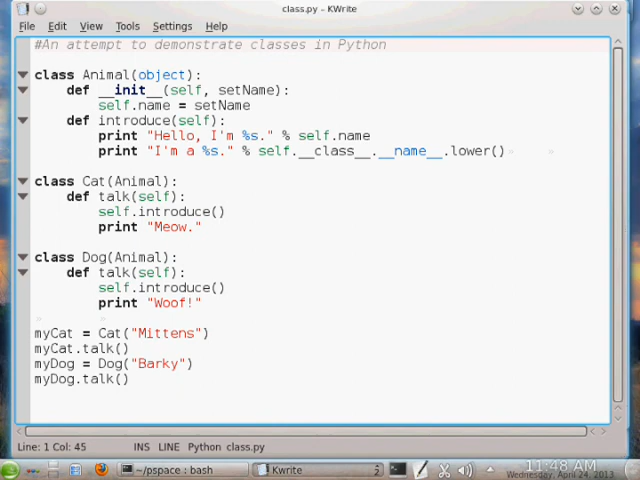 class.py – KWrite
File Edit View Tools Settings Help
#An attempt to demonstrate classes in Python
class Animal(object):
    def __init__(self, setName):
        self.name = setName
    def introduce(self):
        print "Hello, I'm %s." % self.name
        print "I'm a %s." % self.__class__.__name__.lower()
class Cat(Animal):
    def talk(self):
        self.introduce()
        print "Meow."
class Dog(Animal):
    def talk(self):
        self.introduce()
        print "Woof!"
myCat = Cat("Mittens")
myCat.talk()
myDog = Dog("Barky")
myDog.talk()
Line: 1 Col: 45 INS LINE Python class.py
~/pspace : bash Kwrite 2 11:48 AM
Wednesday, April 24, 2013